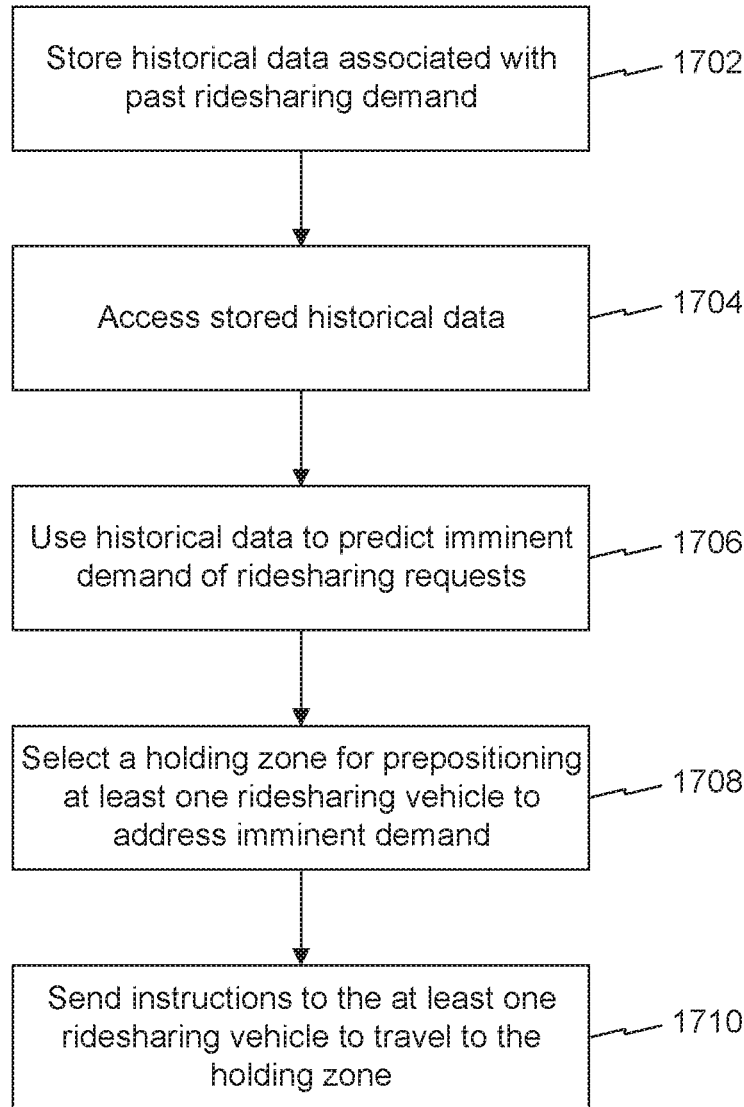 Store historical data associated with
past ridesharing demand
1702
Access stored historical data
1704
Use historical data to predict imminent
demand of ridesharing requests
1706
Select a holding zone for prepositioning
at least one ridesharing vehicle to
address imminent demand
1708
Send instructions to the at least one
ridesharing vehicle to travel to the
holding zone
1710